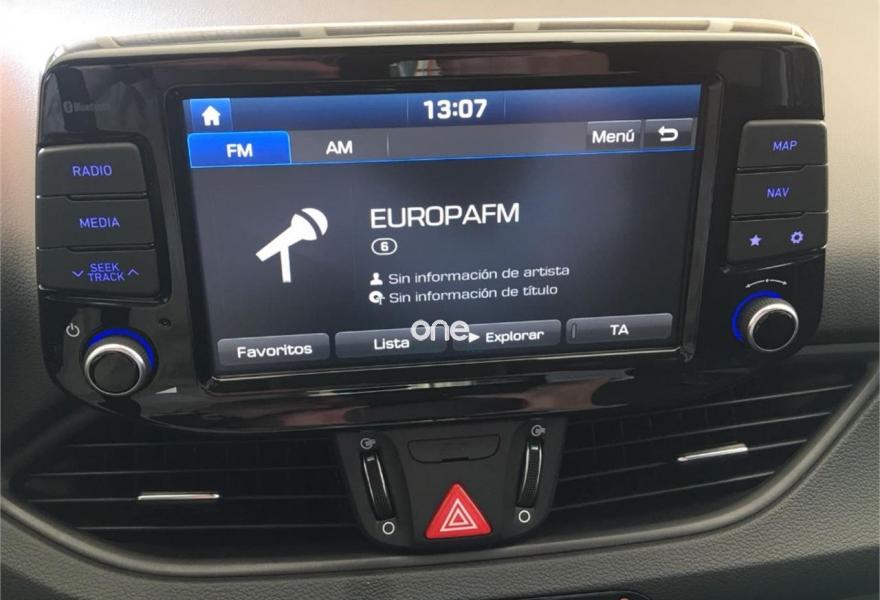 Bluetooth
13:07
FM
AM
Menú
EUROPAFM
6
Sin información de artista
Sin información de título
Favoritos
Lista
Explorar
TA
one
RADIO
MEDIA
SEEK
TRACK
MAP
NAV